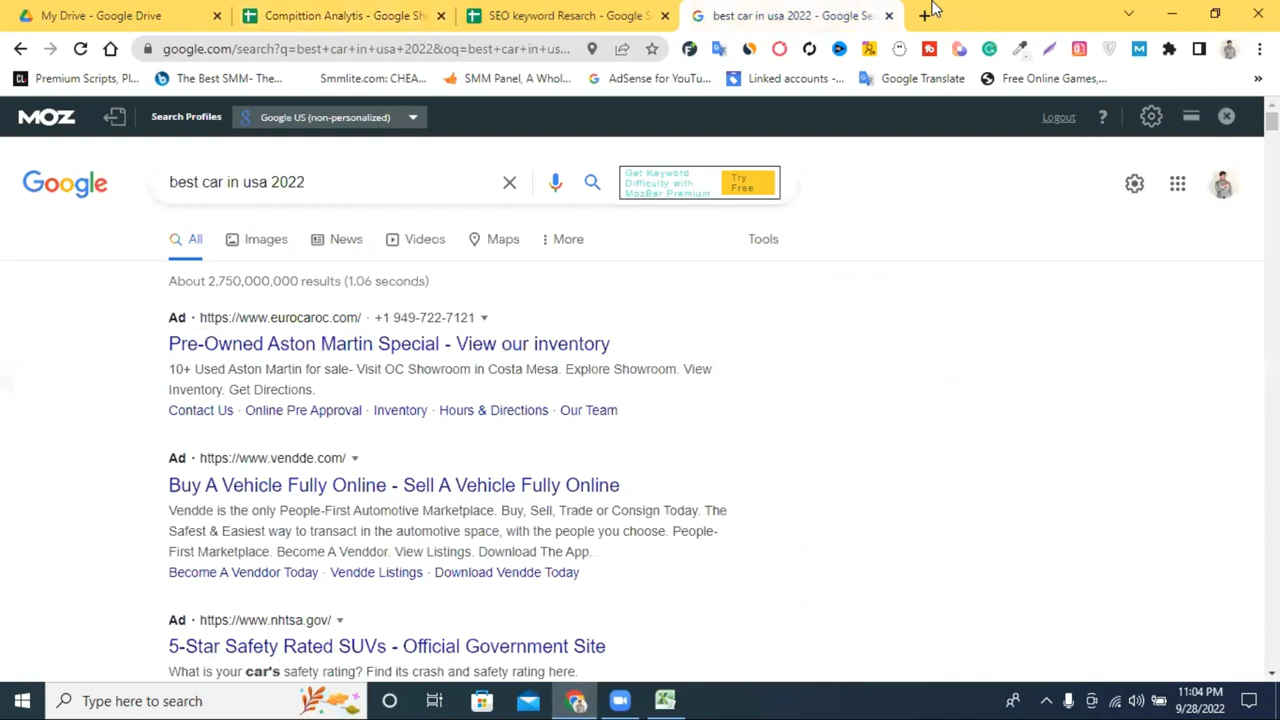 My Drive - Google Drive
Compittion Analytis - Google She
SEO keyword Resarch - Google S
best car in usa 2022 - Google Sea
google.com/search?q=best+car+in+usa+2022&oq=best+car+in+us...
Premium Scripts, Pl...
The Best SMM- The...
Smmlite.com: CHEA...
SMM Panel, A Whol...
AdSense for YouTu...
Linked accounts -...
Google Translate
Free Online Games,...
MOZ
Search Profiles
Google US (non-personalized)
Logout
?
Google
best car in usa 2022
Get Keyword
Difficulty with
MozBar Premium
Try
Free
All
Images
News
Videos
Maps
More
Tools
About 2,750,000,000 results (1.06 seconds)
Ad · https://www.eurocaroc.com/ · +1 949-722-7121
Pre-Owned Aston Martin Special - View our inventory
10+ Used Aston Martin for sale- Visit OC Showroom in Costa Mesa. Explore Showroom. View
Inventory. Get Directions.
Contact Us · Online Pre Approval · Inventory · Hours & Directions · Our Team
Ad · https://www.vendde.com/
Buy A Vehicle Fully Online - Sell A Vehicle Fully Online
Vendde is the only People-First Automotive Marketplace. Buy, Sell, Trade or Consign Today. The
Safest & Easiest way to transact in the automotive space, with the people you choose. People-
First Marketplace. Become A Venddor. View Listings. Download The App.
Become A Venddor Today · Vendde Listings · Download Vendde Today
Ad · https://www.nhtsa.gov/
5-Star Safety Rated SUVs - Official Government Site
What is your car's safety rating? Find its crash and safety rating here.
Type here to search
11:04 PM
9/28/2022